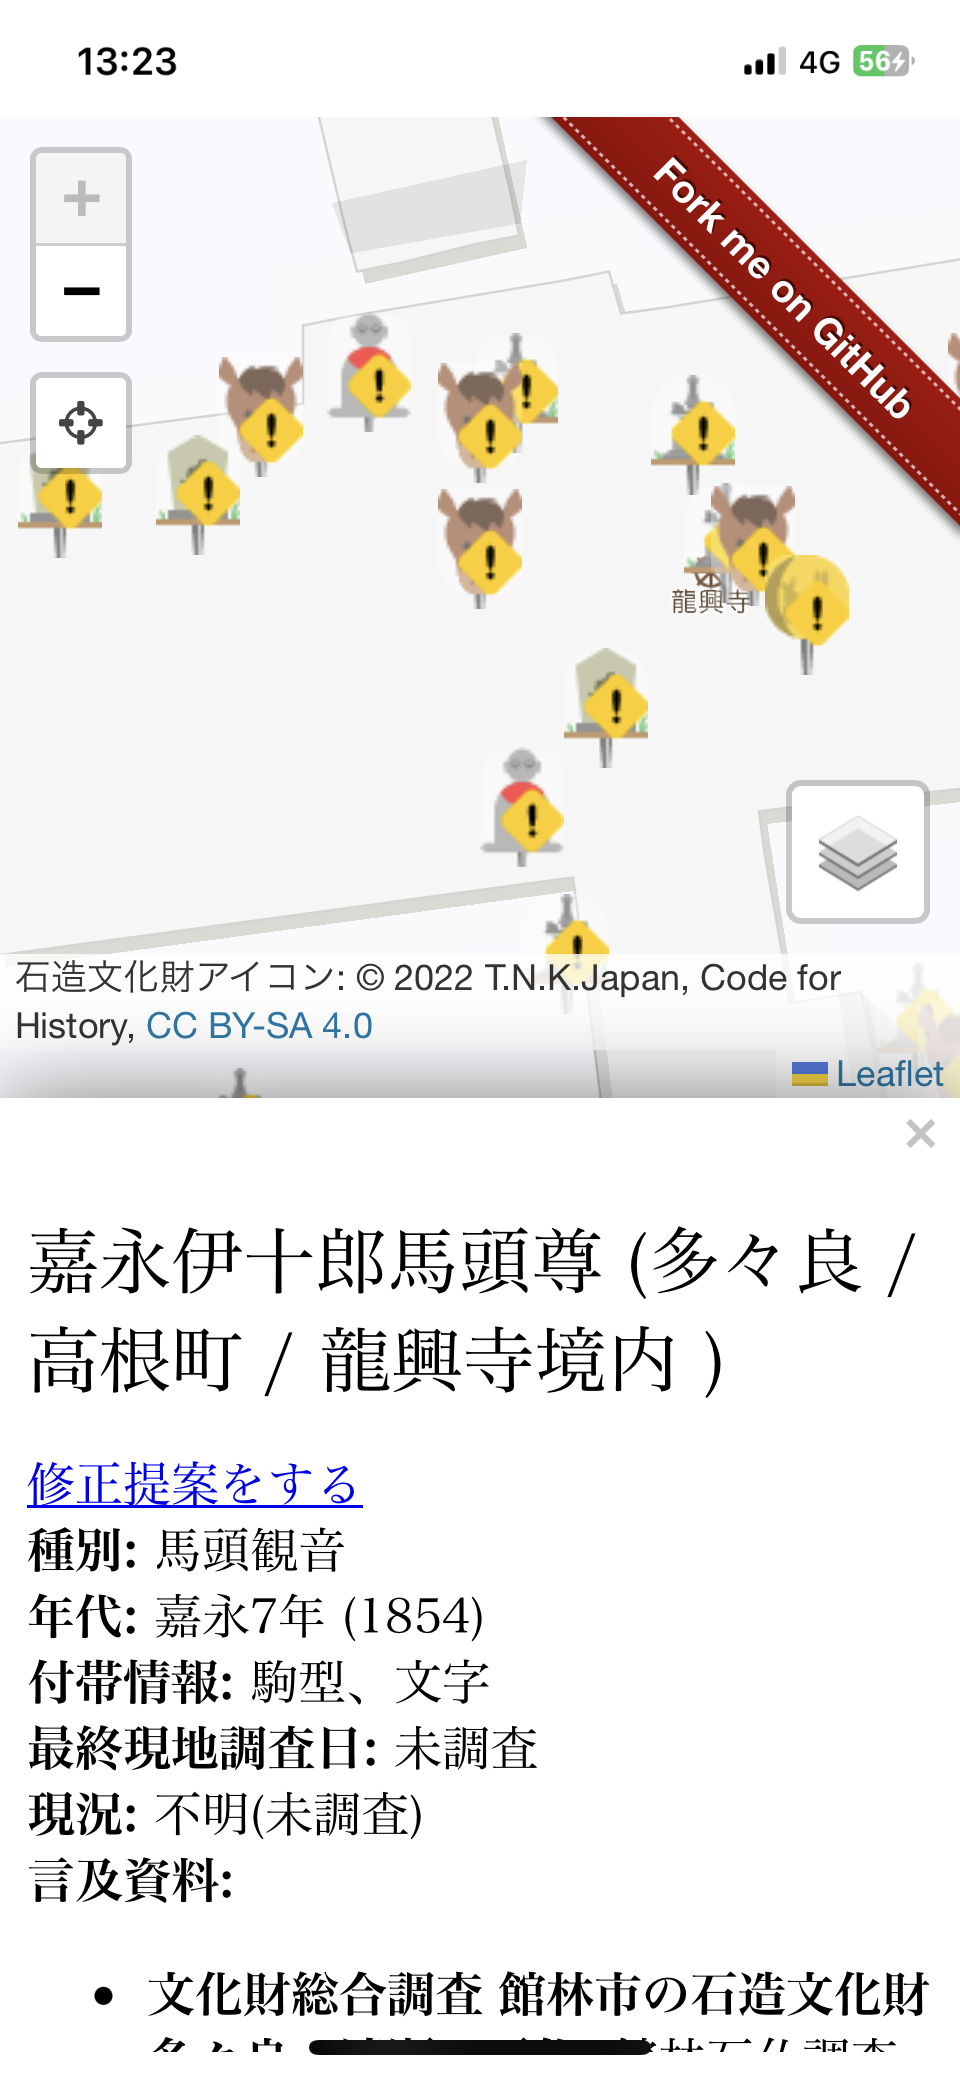 13:23
4G 56
+
−
Fork me on GitHub
龍興寺
石造文化財アイコン: © 2022 T.N.K.Japan, Code for
History, CC BY-SA 4.0
Leaflet
×
嘉永伊十郎馬頭尊 (多々良 /
高根町 / 龍興寺境内 )
修正提案をする
種別: 馬頭観音
年代: 嘉永7年 (1854)
付帯情報: 駒型、文字
最終現地調査日: 未調査
現況: 不明(未調査)
言及資料:
• 文化財総合調査 館林市の石造文化財